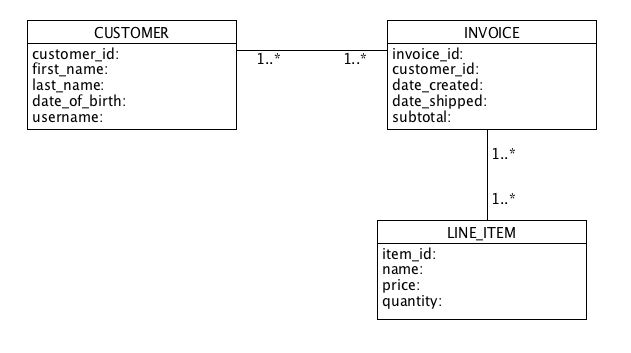 CUSTOMER
customer_id:
first_name:
last_name:
date_of_birth:
username:
1..*
1..*
INVOICE
invoice_id:
customer_id:
date_created:
date_shipped:
subtotal:
1..*
1..*
LINE_ITEM
item_id:
name:
price:
quantity: